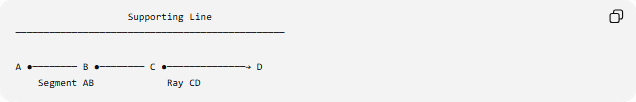 Supporting Line
A B C D
Segment AB Ray CD